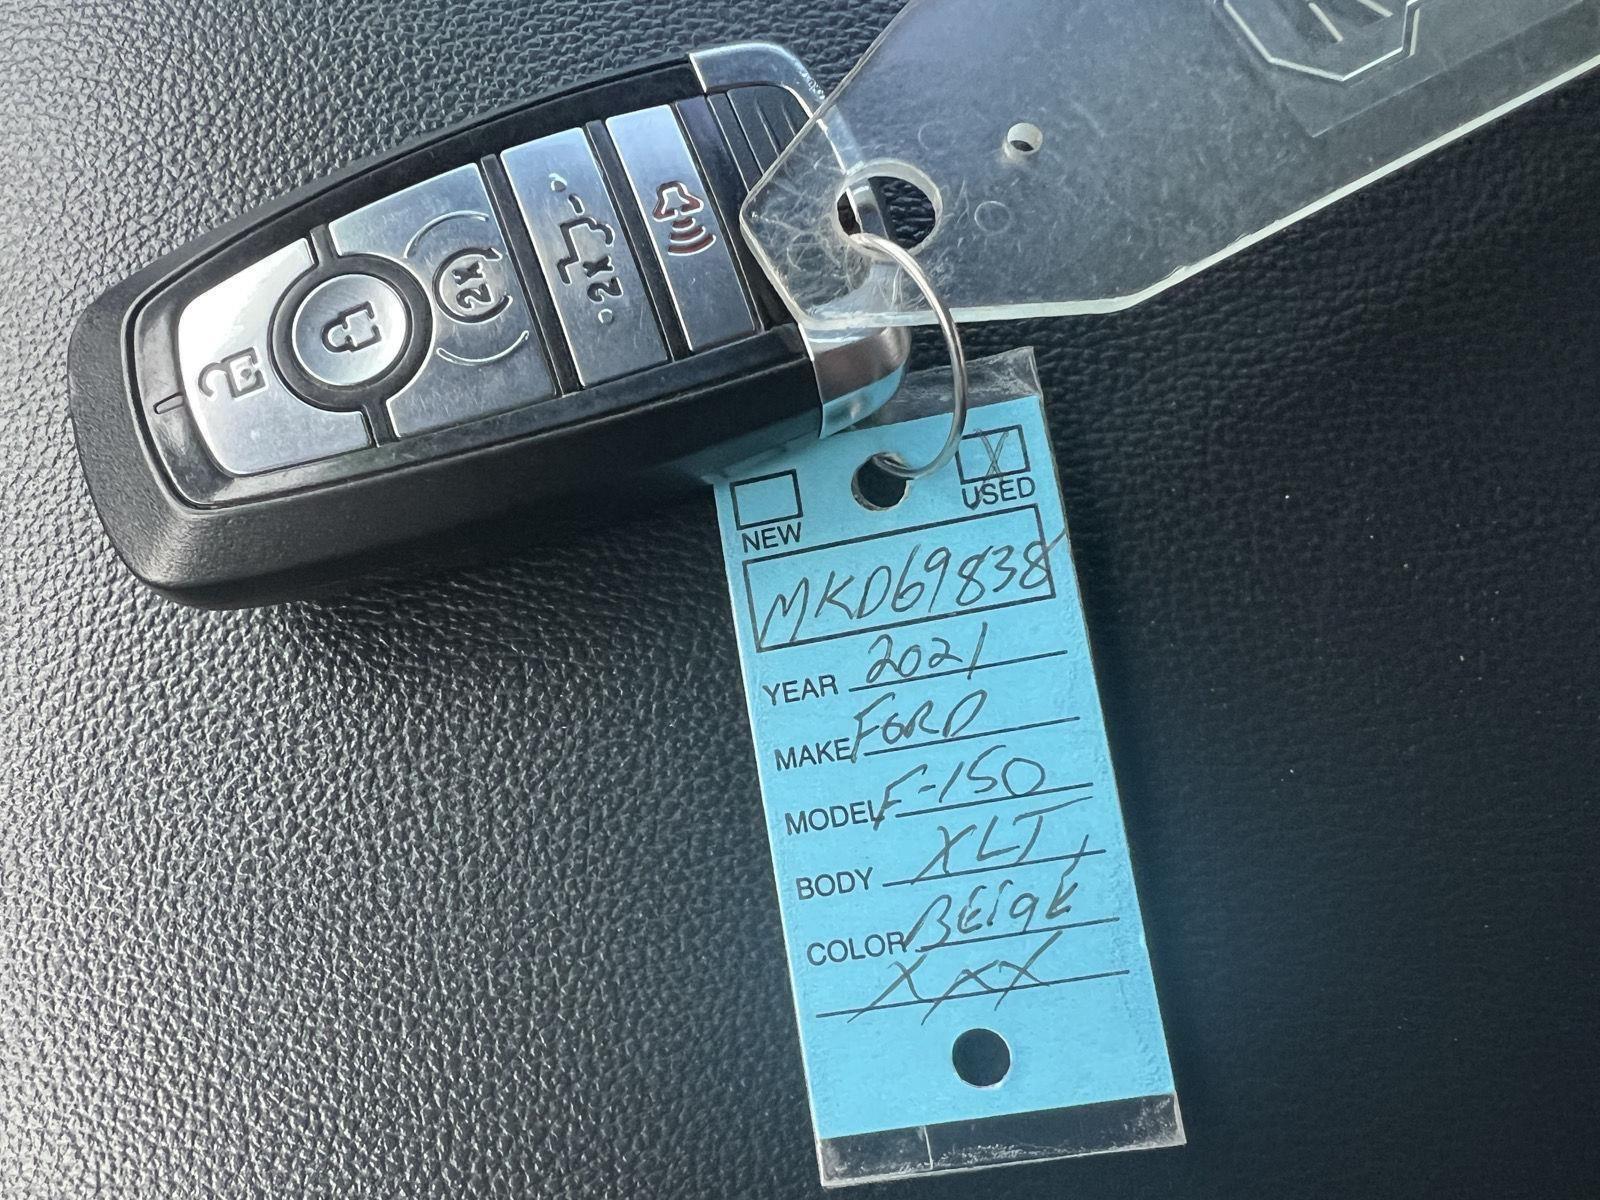 2x
2x
NEW
X
USED
MKD69838
YEAR 2021
MAKE FORD
MODEL F-150
BODY XLT
COLOR BEigE
XXX